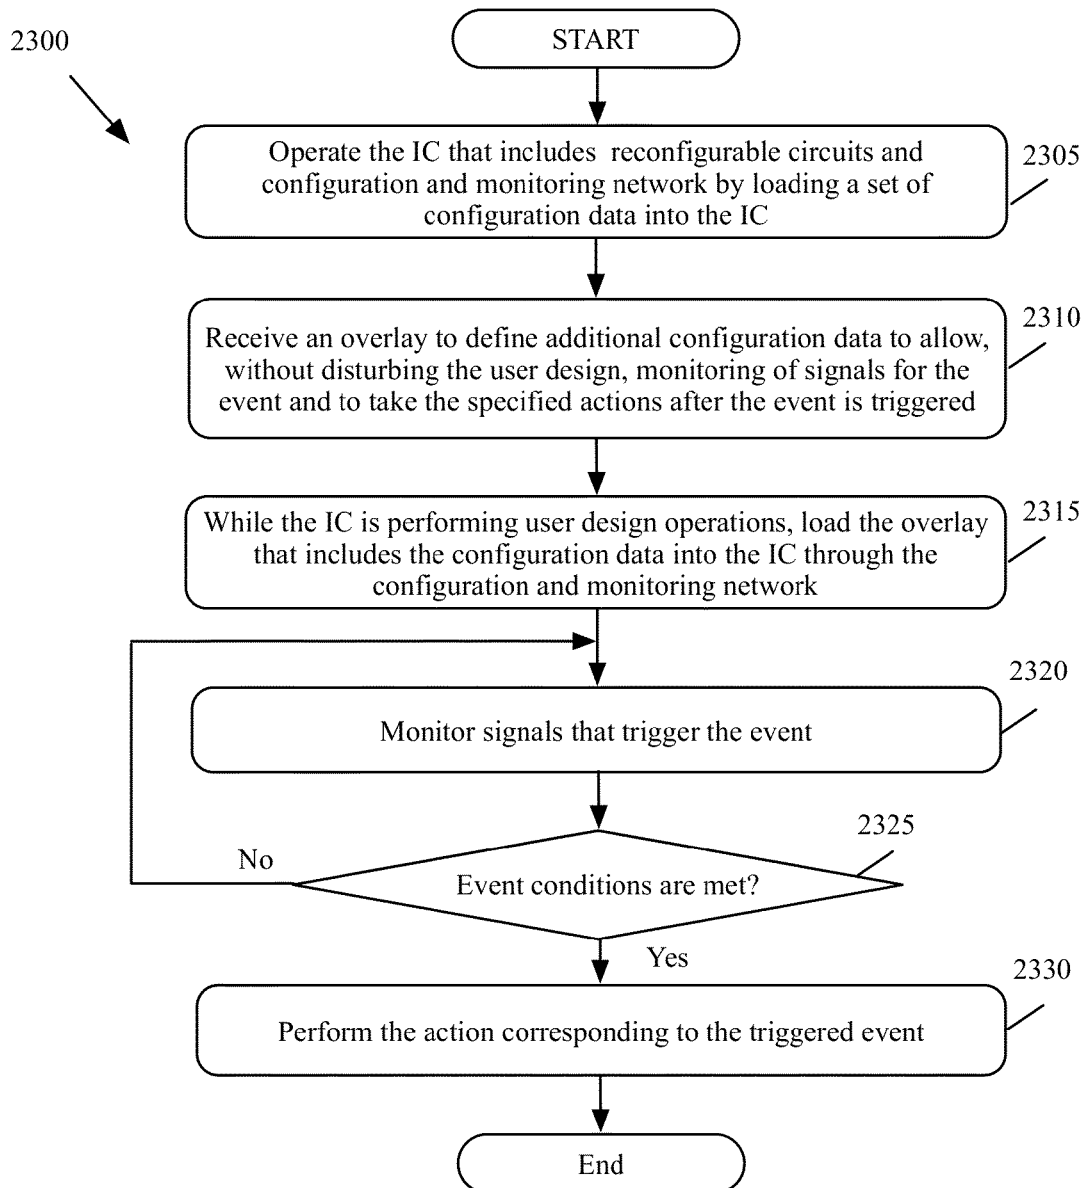 2300
START
Operate the IC that includes reconfigurable circuits and
configuration and monitoring network by loading a set of
configuration data into the IC
2305
Receive an overlay to define additional configuration data to allow,
without disturbing the user design, monitoring of signals for the
event and to take the specified actions after the event is triggered
2310
While the IC is performing user design operations, load the overlay
that includes the configuration data into the IC through the
configuration and monitoring network
2315
Monitor signals that trigger the event
2320
Event conditions are met?
2325
No
Yes
Perform the action corresponding to the triggered event
2330
End